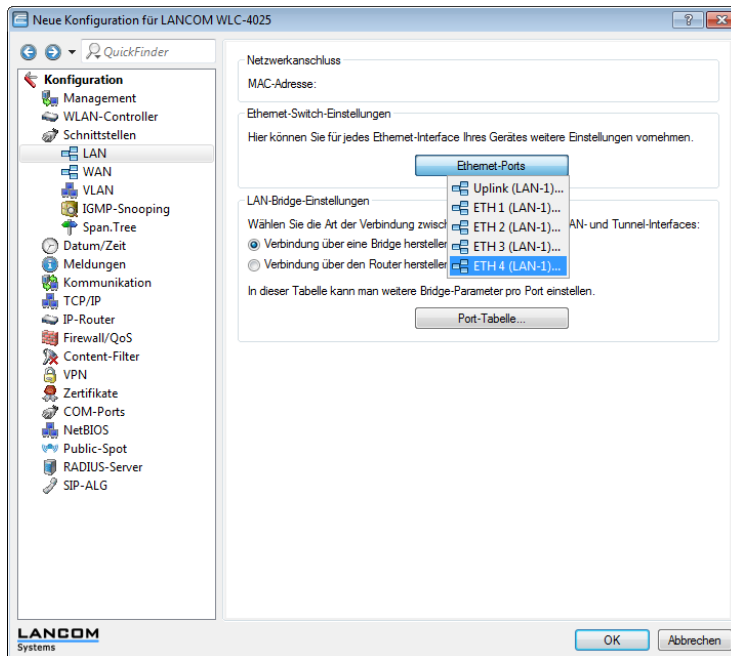 Neue Konfiguration für LANCOM WLC-4025
QuickFinder
Konfiguration
Management
WLAN-Controller
Schnittstellen
LAN
WAN
VLAN
IGMP-Snooping
Span.Tree
Datum/Zeit
Meldungen
Kommunikation
TCP/IP
IP-Router
Firewall/QoS
Content-Filter
VPN
Zertifikate
COM-Ports
NetBIOS
Public-Spot
RADIUS-Server
SIP-ALG
Netzwerkanschluss
MAC-Adresse:
Ethernet-Switch-Einstellungen
Hier können Sie für jedes Ethernet-Interface Ihres Gerätes weitere Einstellungen vornehmen.
Ethernet-Ports
Uplink (LAN-1)...
ETH 1 (LAN-1)...
ETH 2 (LAN-1)...
ETH 3 (LAN-1)...
ETH 4 (LAN-1)...
LAN-Bridge-Einstellungen
Wählen Sie die Art der Verbindung zwisc AN- und Tunnel-Interfaces:
Verbindung über eine Bridge hersteller
Verbindung über den Router hersteller
In dieser Tabelle kann man weitere Bridge-Parameter pro Port einstellen.
Port-Tabelle...
LANCOM
Systems
OK
Abbrechen